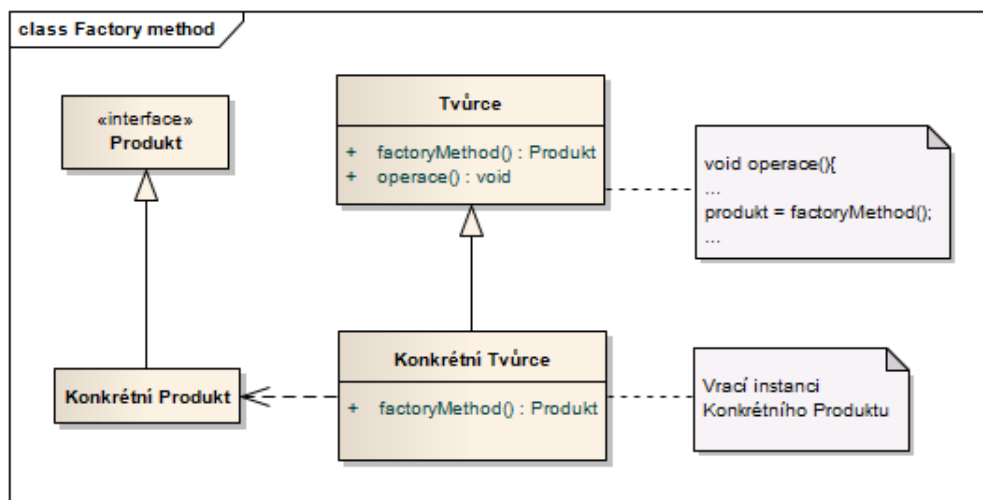 class Factory method
«interface»
Produkt
Tvůrce
+ factoryMethod() : Produkt
+ operace() : void
void operace(){
...
produkt = factoryMethod();
...
Konkrétní Produkt
Konkrétní Tvůrce
+ factoryMethod() : Produkt
Vrací instanci
Konkrétního Produktu